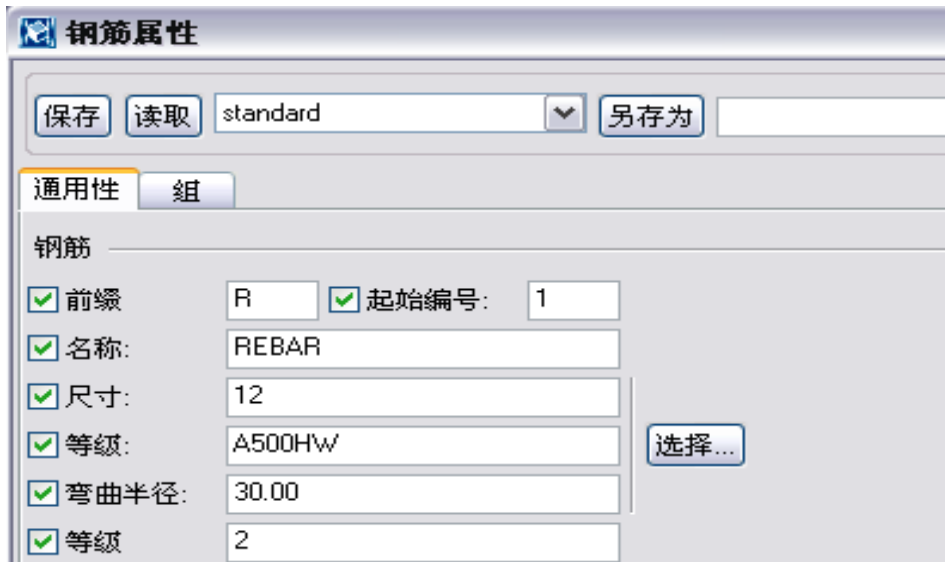 钢筋属性
保存 读取 standard 另存为
通用性 组
钢筋
前缀 R 起始编号: 1
名称: REBAR
尺寸: 12
等级: A500HW 选择...
弯曲半径: 30.00
等级 2